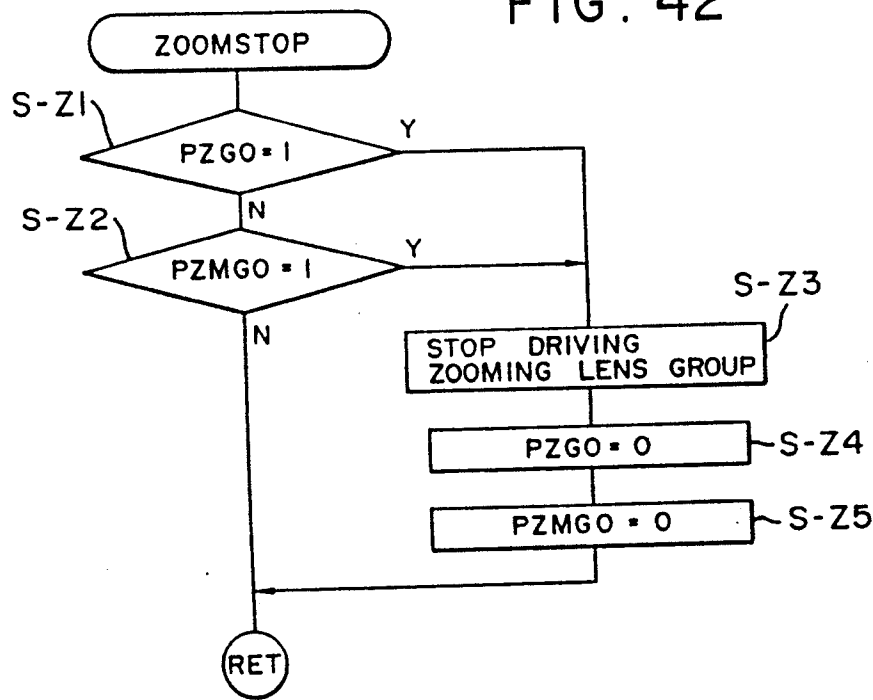 FIG. 42
ZOOMSTOP
S-Z1
PZGO=1
Y
N
S-Z2
PZMGO=1
Y
N
S-Z3
STOP DRIVING
ZOOMING LENS GROUP
PZGO=0
S-Z4
PZMGO=0
S-Z5
RET